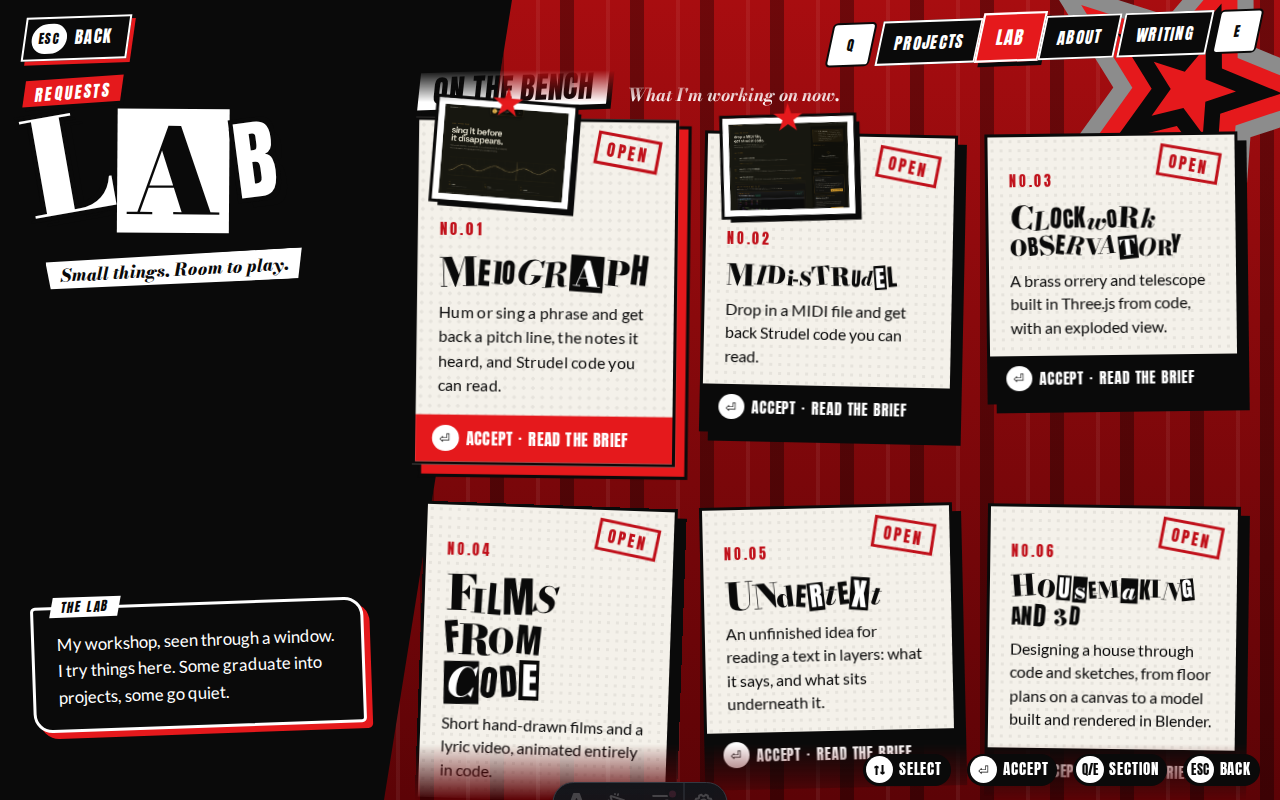 ESC BACK
Q PROJECTS LAB ABOUT WRITING E
REQUESTS
LAB
Small things. Room to play.
ON THE BENCH
What I'm working on now.
sing it before
it disappears.
OPEN
NO.01
MElOGRAPH
Hum or sing a phrase and get
back a pitch line, the notes it
heard, and Strudel code you
can read.
ACCEPT · READ THE BRIEF
OPEN
NO.02
MIDi-sTRUdEL
Drop in a MIDI file and get
back Strudel code you can
read.
ACCEPT · READ THE BRIEF
OPEN
NO.03
CLOCKwoRk
OBSERVATORY
A brass orrery and telescope
built in Three.js from code,
with an exploded view.
ACCEPT · READ THE BRIEF
OPEN
NO.04
FILMS
FROM
CODE
Short hand-drawn films and a
lyric video, animated entirely
in code.
OPEN
NO.05
UNdERtEXt
An unfinished idea for
reading a text in layers: what
it says, and what sits
underneath it.
ACCEPT · READ THE BRIEF
OPEN
NO.06
HoUsEMaKING
AND 3D
Designing a house through
code and sketches, from floor
plans on a canvas to a model
built and rendered in Blender.
THE LAB
My workshop, seen through a window.
I try things here. Some graduate into
projects, some go quiet.
SELECT ACCEPT Q/E SECTION ESC BACK